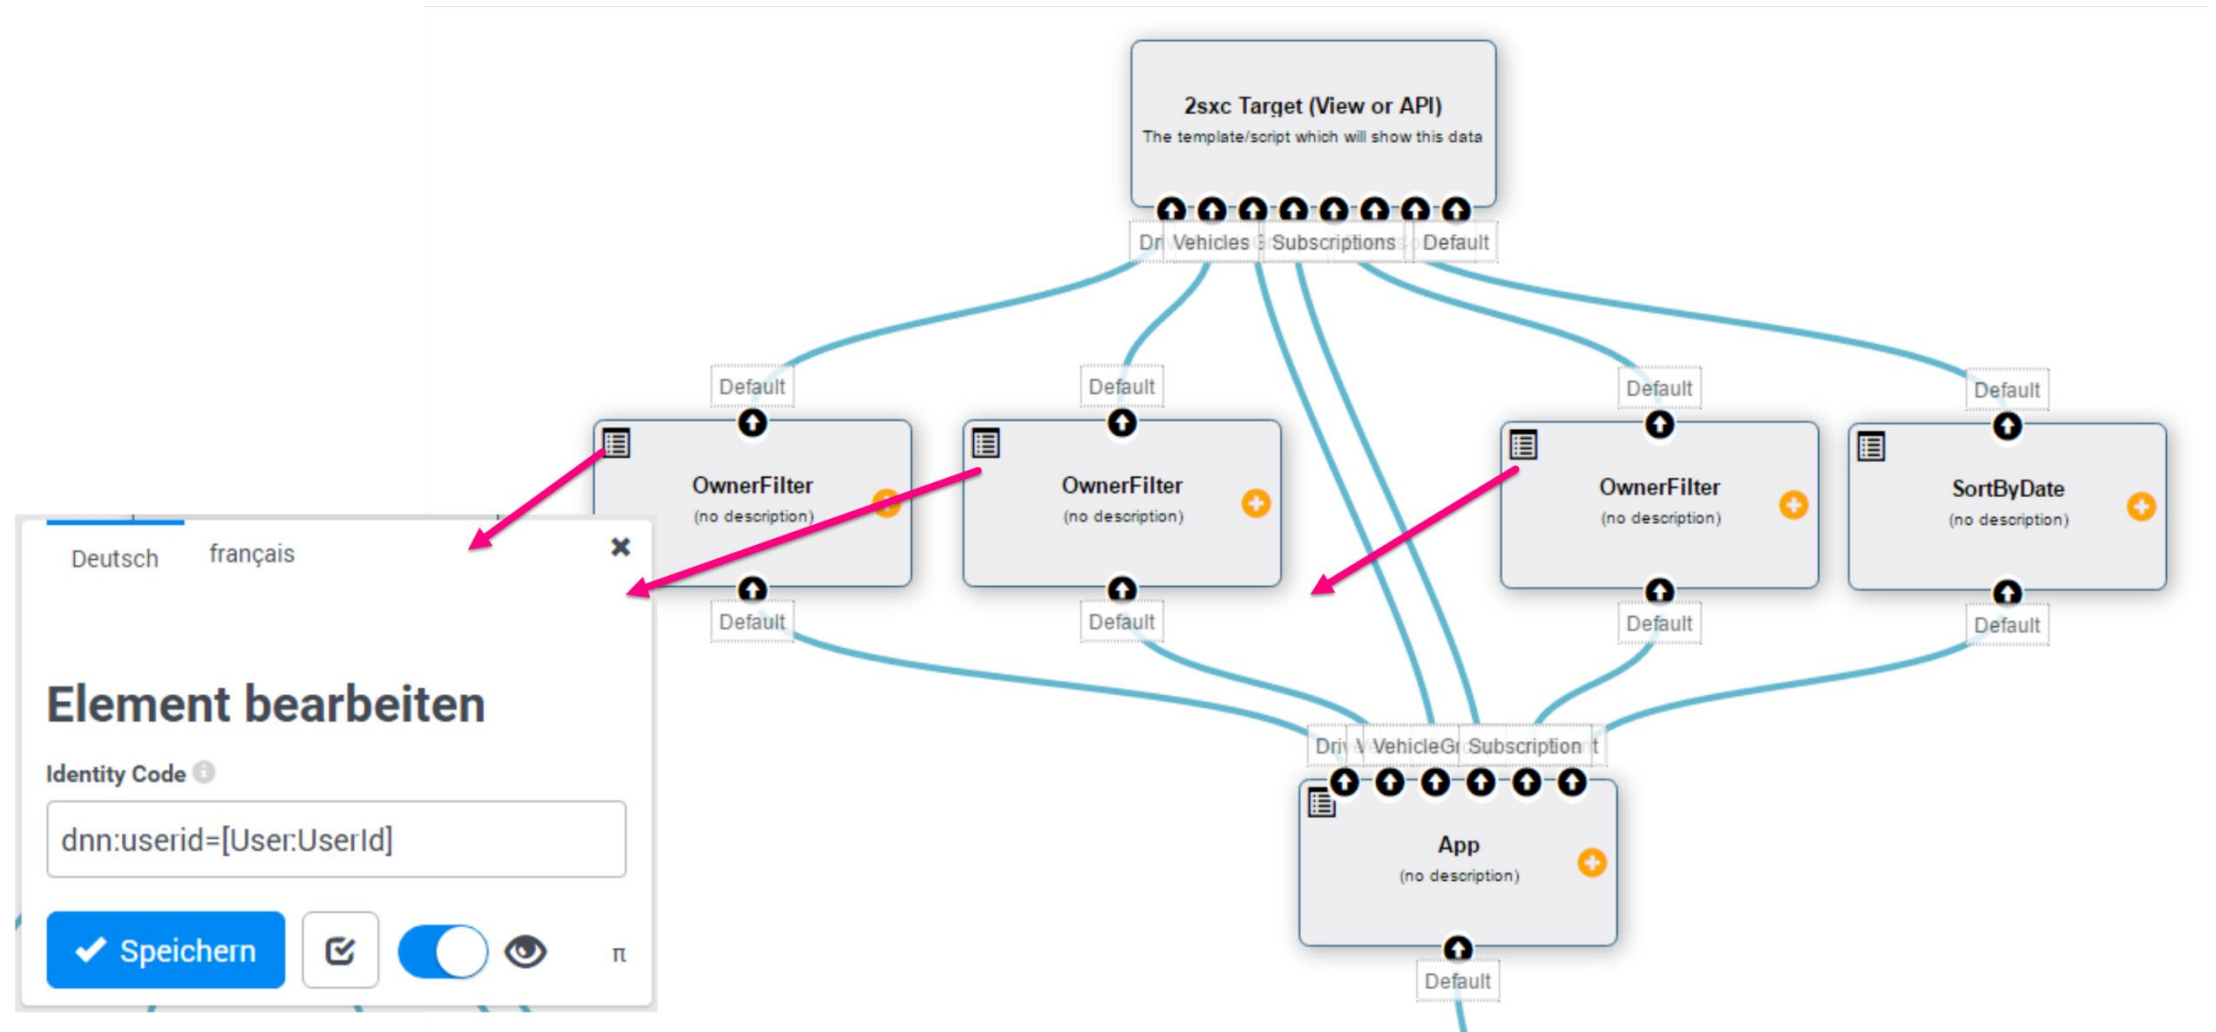 2sxc Target (View or API)
The template/script which will show this data
Vehicles Subscriptions Default
Default Default Default Default
OwnerFilter
(no description)
OwnerFilter
(no description)
OwnerFilter
(no description)
SortByDate
(no description)
Default Default Default Default
Deutsch français
Element bearbeiten
Identity Code
dnn:userid=[User:UserId]
Speichern π
VehicleGr Subscription
App
(no description)
Default